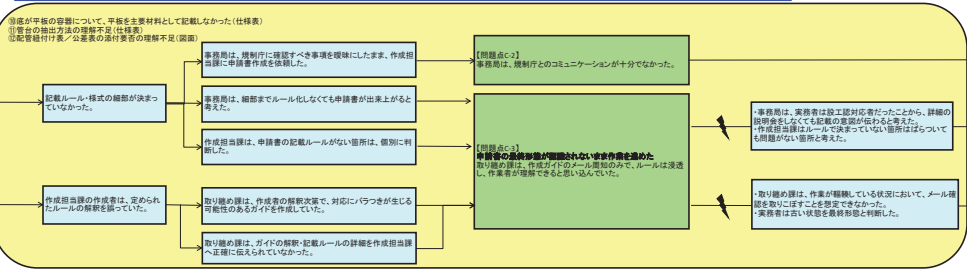 ⑩底が平板の容器について、平板を主要材料として記載しなかった(仕様表)
⑪管台の抽出方法の理解不足(仕様表)
⑫配管紐付け表/公差表の添付要否の理解不足(図面)
記載ルール・様式の細部が決まっ
ていなかった。
事務局は、規制庁に確認すべき事項を曖昧にしたまま、作成担
当課に申請書作成を依頼した。
事務局は、細部までルール化しなくても申請書が出来上がると
考えた。
作成担当課は、申請書の記載ルールがない箇所は、個別に判
断した。
【問題点C-2】
事務局は、規制庁とのコミュニケーションが十分でなかった。
【問題点C-3】
申請書の最終形態が認識されないまま作業を進めた
取り纏め課は、作成ガイドのメール周知のみで、ルールは浸透
し、作業者が理解できると思い込んでいた。
・事務局は、実務者は設工認対応者だったことから、詳細の
説明会をしなくても記載の意図が伝わると考えた。
・作成担当課はルールで決まっていない箇所はばらついて
も問題がない箇所と考えた。
作成担当課の作成者は、定められ
たルールの解釈を誤っていた。
取り纏め課は、作成者の解釈次第で、対応にバラつきが生じる
可能性のあるガイドを作成していた。
取り纏め課は、ガイドの解釈・記載ルールの詳細を作成担当課
へ正確に伝えられていなかった。
・取り纏め課は、作業が輻輳している状況において、メール確
認を取りこぼすことを想定できなかった。
・実務者は古い状態を最終形態と判断した。